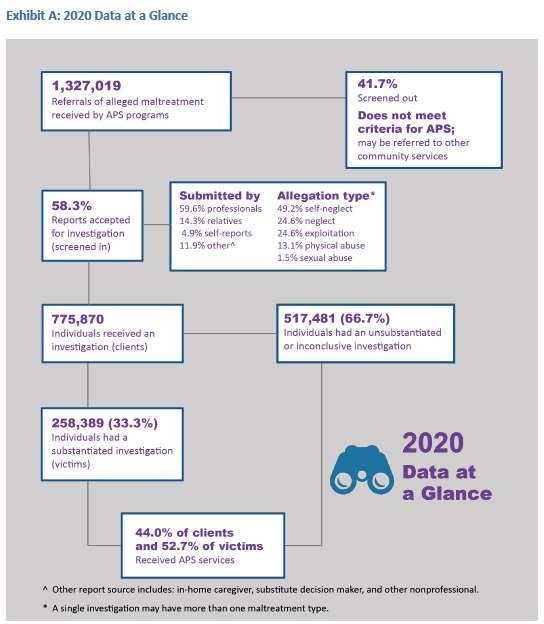 Exhibit A: 2020 Data at a Glance
1,327,019
Referrals of alleged maltreatment
received by APS programs
41.7%
Screened out
Does not meet
criteria for APS;
may be referred to other
community services
58.3%
Reports accepted
for investigation
(screened in)
Submitted by
59.6% professionals
14.3% relatives
4.9% self-reports
11.9% other^
Allegation type*
49.2% self-neglect
24.6% neglect
24.6% exploitation
13.1% physical abuse
1.5% sexual abuse
775,870
Individuals received an
investigation (clients)
517,481 (66.7%)
Individuals had an unsubstantiated
or inconclusive investigation
258,389 (33.3%)
Individuals had a
substantiated investigation
(victims)
2020
Data at
a Glance
44.0% of clients
and 52.7% of victims
Received APS services
^ Other report source includes: in-home caregiver, substitute decision maker, and other nonprofessional.
* A single investigation may have more than one maltreatment type.